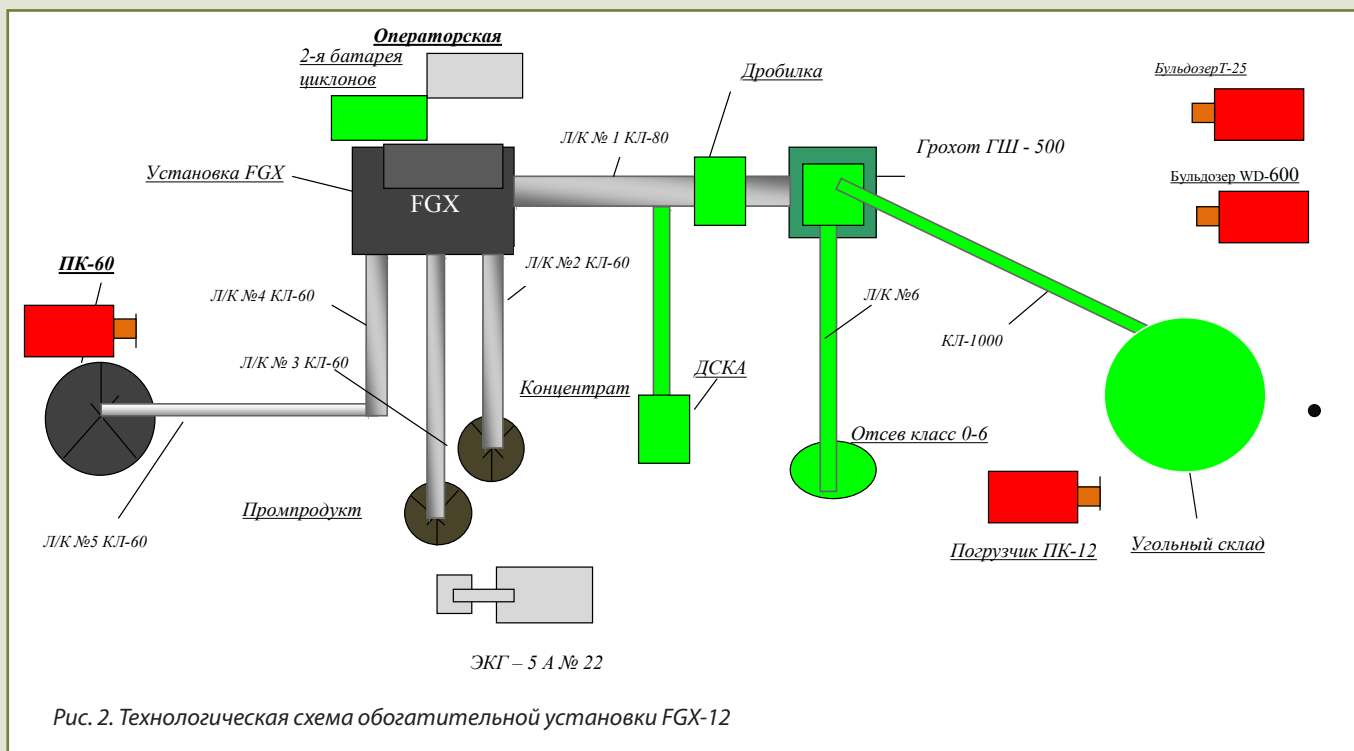 Операторская
2-я батарея
циклонов
Дробилка
БульдозерТ-25
Л/К № 1 КЛ-80
Грохот ГШ - 500
Установка FGX
Бульдозер WD-600
FGX
ПК-60
Л/К №2 КЛ-60
Л/К №4 КЛ-60
Л/К №6
КЛ-1000
Л/К № 3 КЛ-60
Концентрат
ДСКА
Отсев класс 0-6
Промпродукт
Л/К №5 КЛ-60
Погрузчик ПК-12
Угольный склад
ЭКГ – 5 А № 22
Рис. 2. Технологическая схема обогатительной установки FGX-12